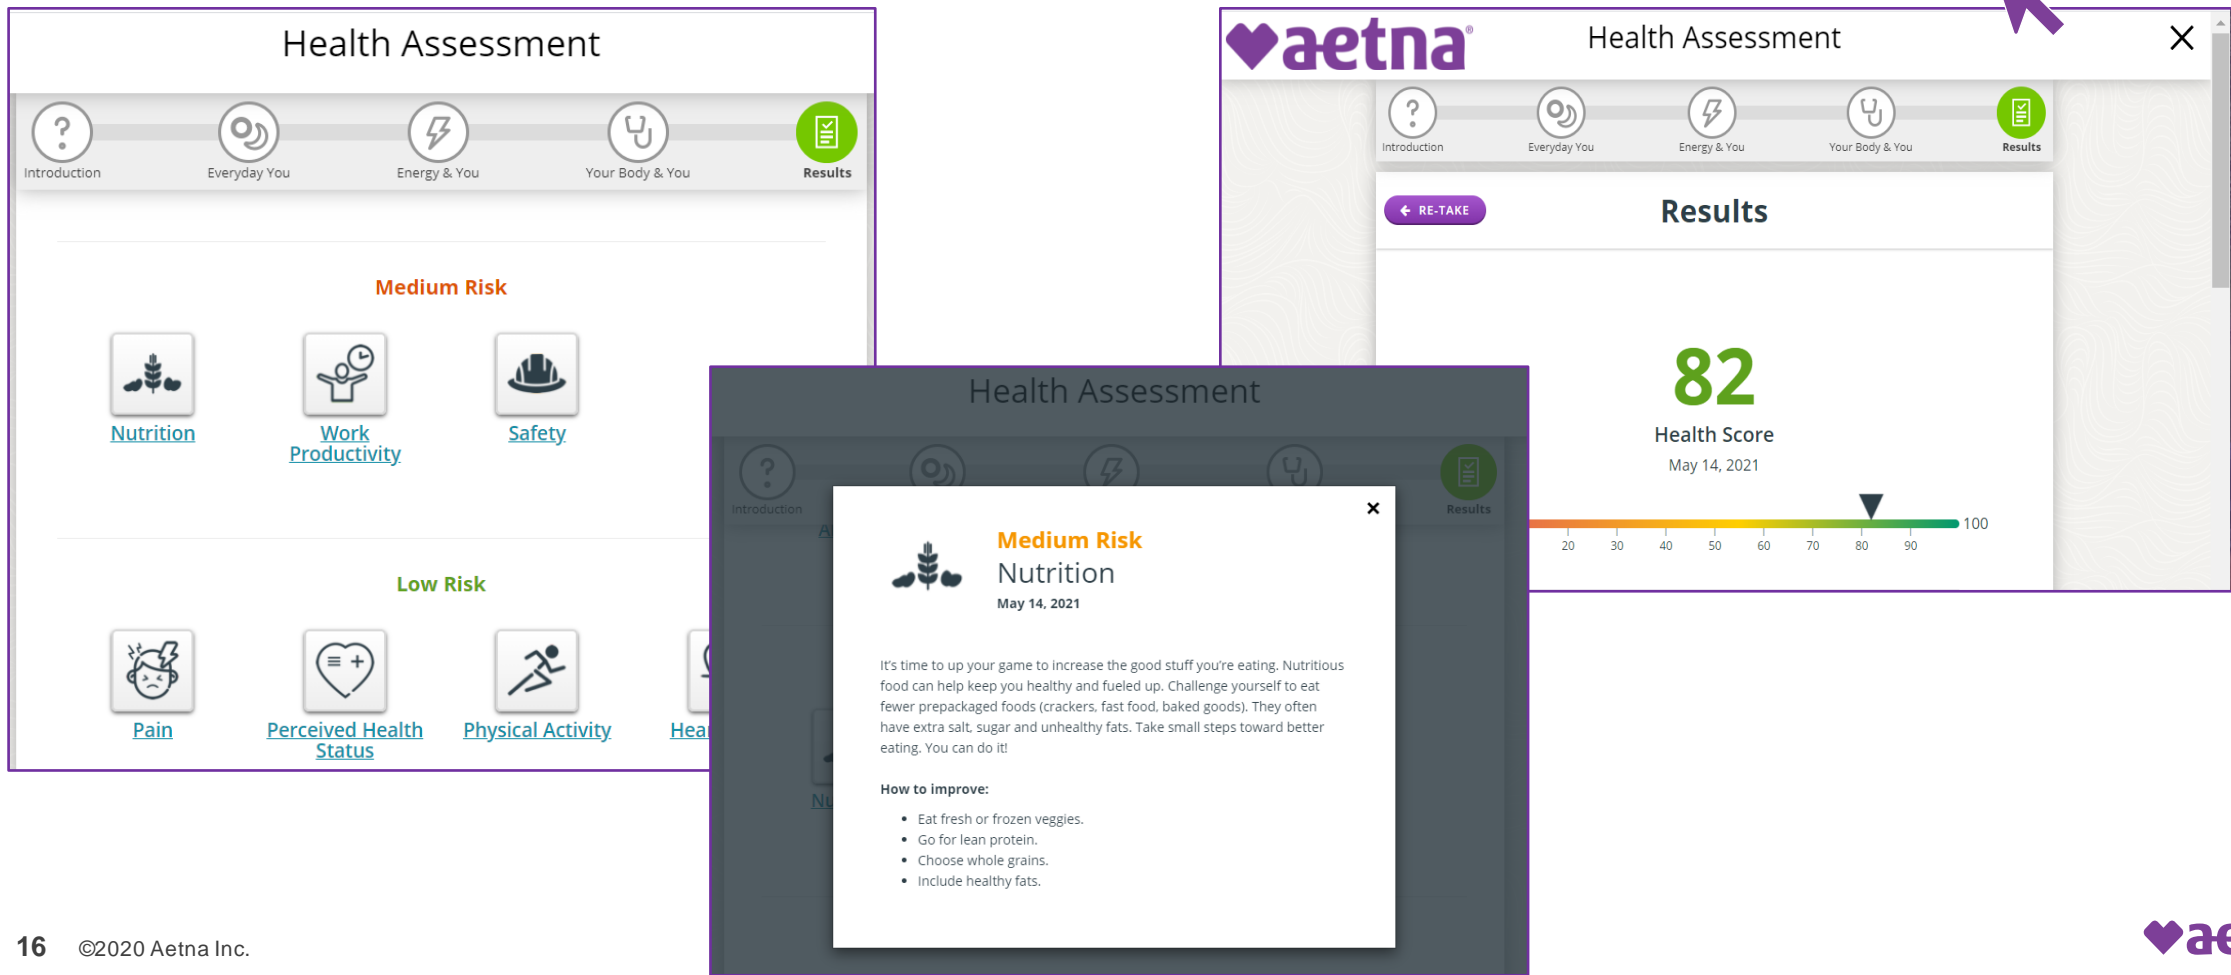 Health Assessment
Introduction
Everyday You
Energy & You
Your Body & You
Results
Medium Risk
Nutrition
Work
Productivity
Safety
Low Risk
Pain
Perceived Health
Status
Physical Activity
Hear
aetna®
Health Assessment
Introduction
Everyday You
Energy & You
Your Body & You
Results
RE-TAKE
Results
82
Health Score
May 14, 2021
20 30 40 50 60 70 80 90 100
Health Assessment
Introduction
Results
A
Nu
Medium Risk
Nutrition
May 14, 2021
It's time to up your game to increase the good stuff you're eating. Nutritious
food can help keep you healthy and fueled up. Challenge yourself to eat
fewer prepackaged foods (crackers, fast food, baked goods). They often
have extra salt, sugar and unhealthy fats. Take small steps toward better
eating. You can do it!
How to improve:
• Eat fresh or frozen veggies.
• Go for lean protein.
• Choose whole grains.
• Include healthy fats.
16 ©2020 Aetna Inc.
ae